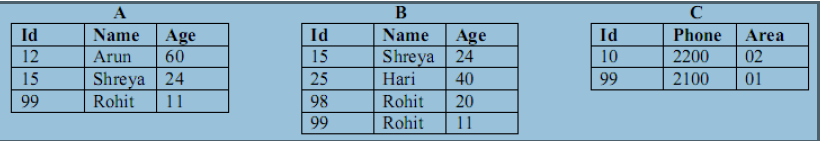 A
Id Name Age
12 Arun 60
15 Shreya 24
99 Rohit 11
B
Id Name Age
15 Shreya 24
25 Hari 40
98 Rohit 20
99 Rohit 11
C
Id Phone Area
10 2200 02
99 2100 01